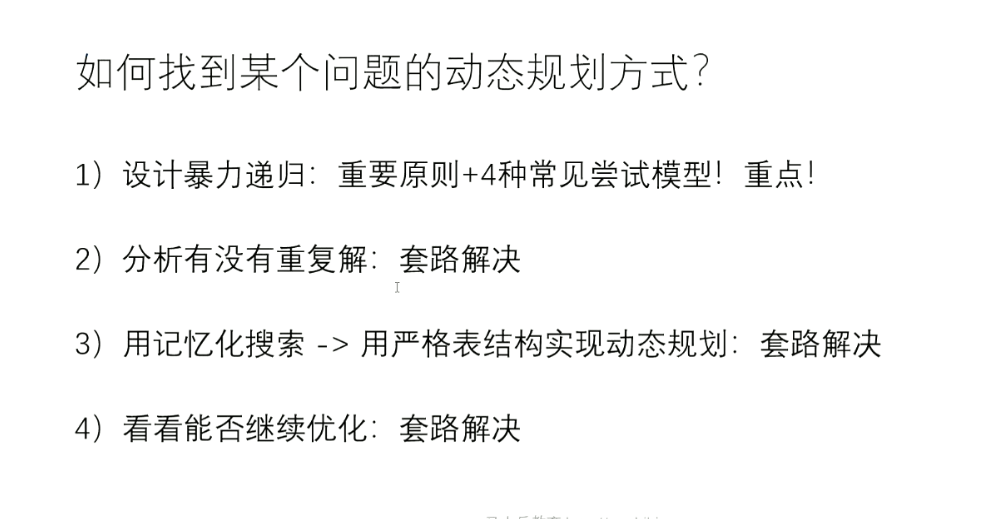 如何找到某个问题的动态规划方式？
1）设计暴力递归：重要原则+4种常见尝试模型！重点！
2）分析有没有重复解：套路解决
3）用记忆化搜索 -> 用严格表结构实现动态规划：套路解决
4）看看能否继续优化：套路解决